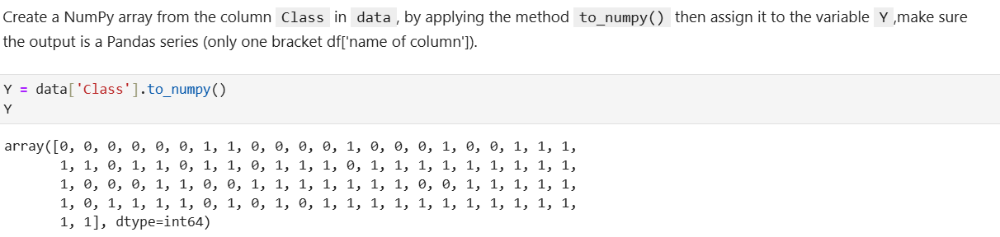 Create a NumPy array from the column Class in data , by applying the method to_numpy() then assign it to the variable Y ,make sure
the output is a Pandas series (only one bracket df['name of column']).
Y = data['Class'].to_numpy()
Y
array([0, 0, 0, 0, 0, 0, 1, 1, 0, 0, 0, 0, 1, 0, 0, 0, 1, 0, 0, 1, 1, 1,
1, 1, 0, 1, 1, 0, 1, 1, 0, 1, 1, 1, 0, 1, 1, 1, 1, 1, 1, 1, 1, 1,
1, 0, 0, 0, 1, 1, 0, 0, 1, 1, 1, 1, 1, 1, 1, 0, 0, 1, 1, 1, 1, 1,
1, 0, 1, 1, 1, 1, 0, 1, 0, 1, 0, 1, 1, 1, 1, 1, 1, 1, 1, 1, 1, 1,
1, 1], dtype=int64)